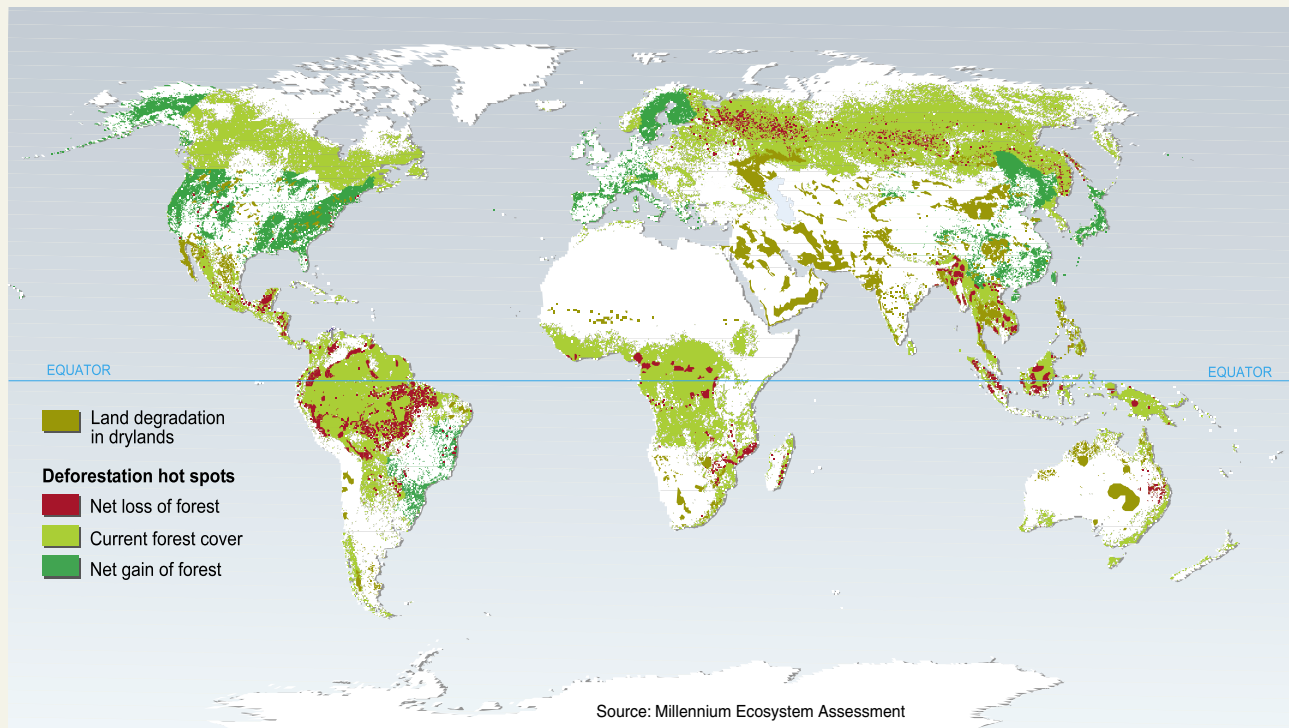 EQUATOR
EQUATOR
Land degradation
in drylands
Deforestation hot spots
Net loss of forest
Current forest cover
Net gain of forest
Source: Millennium Ecosystem Assessment